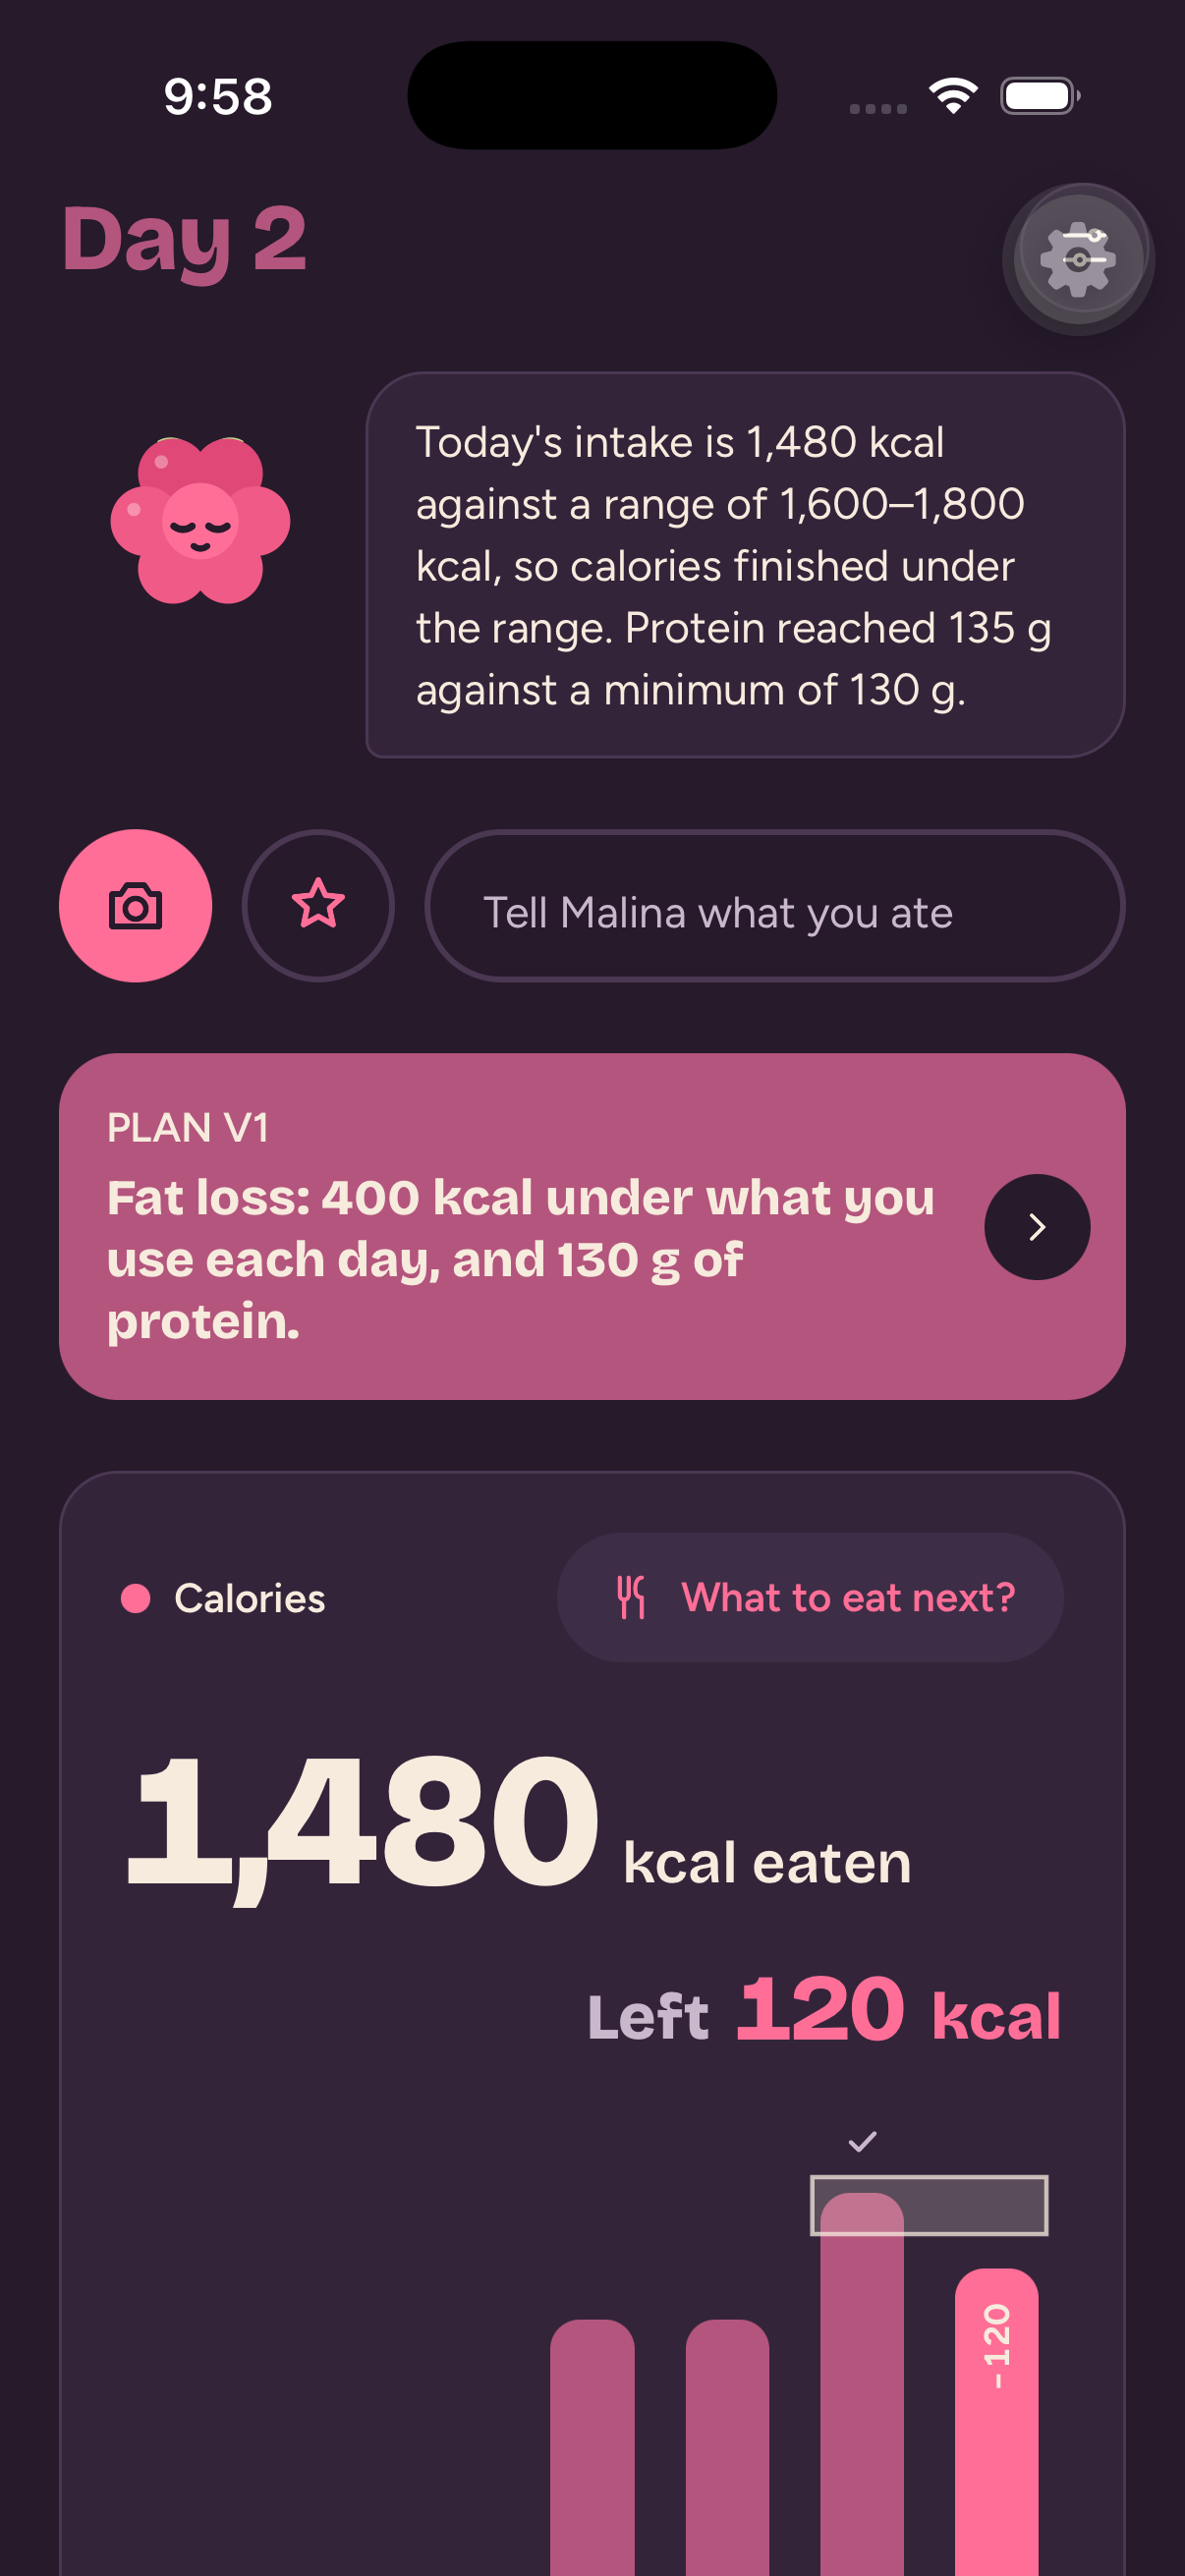 9:58
Day 2
Today's intake is 1,480 kcal
against a range of 1,600–1,800
kcal, so calories finished under
the range. Protein reached 135 g
against a minimum of 130 g.
Tell Malina what you ate
PLAN V1
Fat loss: 400 kcal under what you
use each day, and 130 g of
protein.
Calories
What to eat next?
1,480 kcal eaten
Left 120 kcal
-120